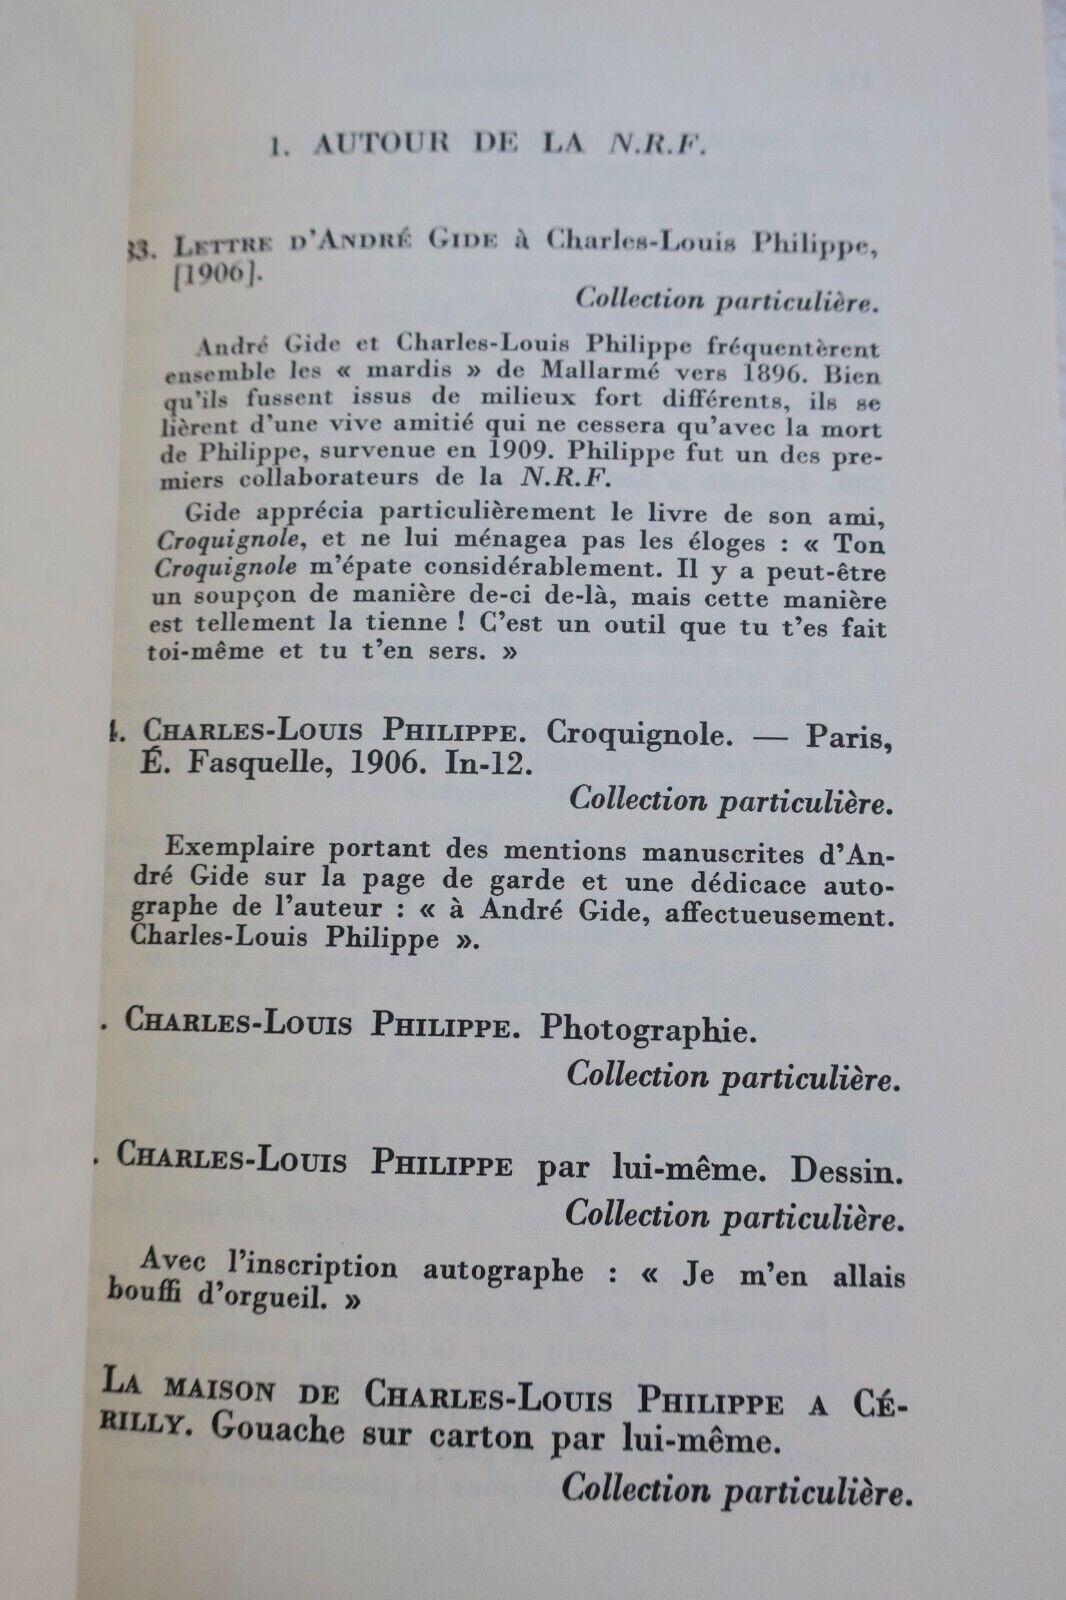 1. AUTOUR DE LA N.R.F.
33. LETTRE D'ANDRÉ GIDE à Charles-Louis Philippe,
[1906].
Collection particulière.
André Gide et Charles-Louis Philippe fréquentèrent
ensemble les « mardis » de Mallarmé vers 1896. Bien
qu'ils fussent issus de milieux fort différents, ils se
lièrent d'une vive amitié qui ne cessera qu'avec la mort
de Philippe, survenue en 1909. Philippe fut un des pre-
miers collaborateurs de la N.R.F.
Gide apprécia particulièrement le livre de son ami,
Croquignole, et ne lui ménagea pas les éloges : « Ton
Croquignole m'épate considérablement. Il y a peut-être
un soupçon de manière de-ci de-là, mais cette manière
est tellement la tienne ! C'est un outil que tu t'es fait
toi-même et tu t'en sers. »
4. CHARLES-LOUIS PHILIPPE. Croquignole. — Paris,
É. Fasquelle, 1906. In-12.
Collection particulière.
Exemplaire portant des mentions manuscrites d'An-
dré Gide sur la page de garde et une dédicace auto-
graphe de l'auteur : « à André Gide, affectueusement.
Charles-Louis Philippe ».
. CHARLES-LOUIS PHILIPPE. Photographie.
Collection particulière.
. CHARLES-LOUIS PHILIPPE par lui-même. Dessin.
Collection particulière.
Avec l'inscription autographe : « Je m'en allais
bouffi d'orgueil. »
LA MAISON DE CHARLES-LOUIS PHILIPPE A CÉ-
RILLY. Gouache sur carton par lui-même.
Collection particulière.